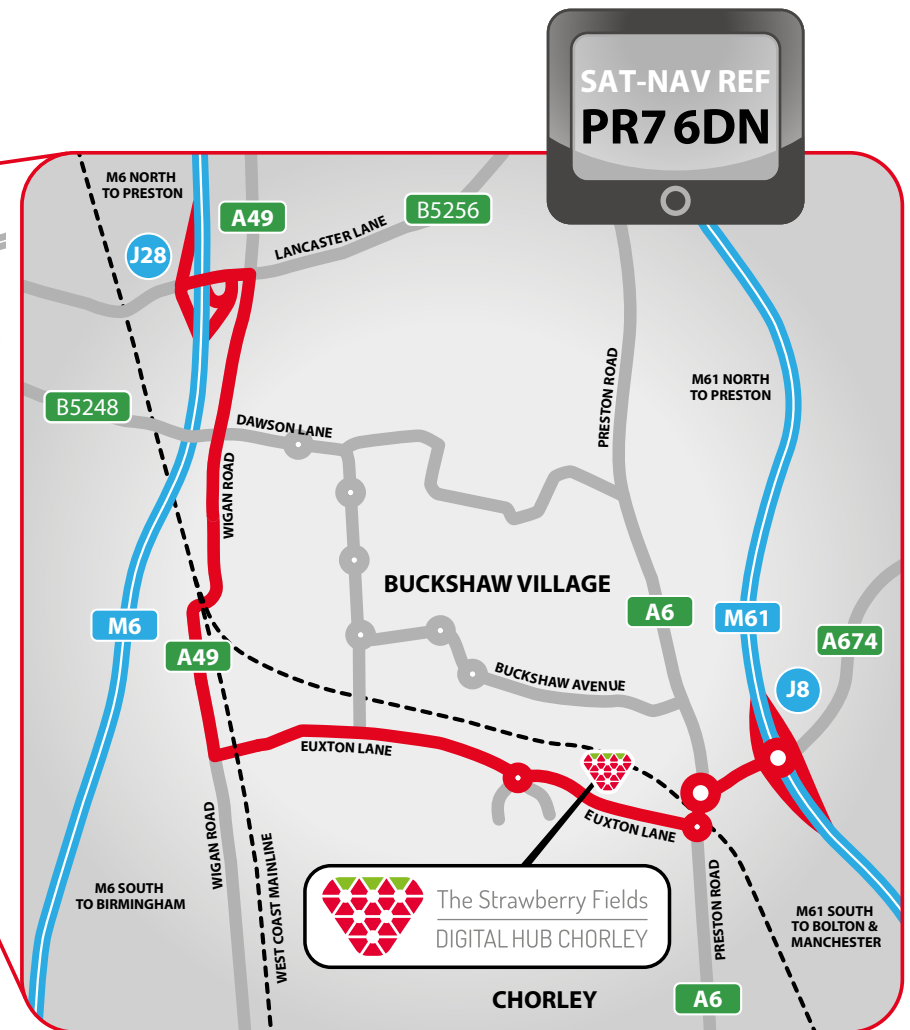 SAT-NAV REF
PR7 6DN
M6 NORTH
TO PRESTON
A49
B5256
LANCASTER LANE
J28
M61 NORTH
TO PRESTON
PRESTON ROAD
B5248
DAWSON LANE
WIGAN ROAD
BUCKSHAW VILLAGE
M6
A6
M61
A674
A49
BUCKSHAW AVENUE
J8
EUXTON LANE
EUXTON LANE
WIGAN ROAD
WEST COAST MAINLINE
M6 SOUTH
TO BIRMINGHAM
The Strawberry Fields
DIGITAL HUB CHORLEY
PRESTON ROAD
M61 SOUTH
TO BOLTON &
MANCHESTER
CHORLEY
A6